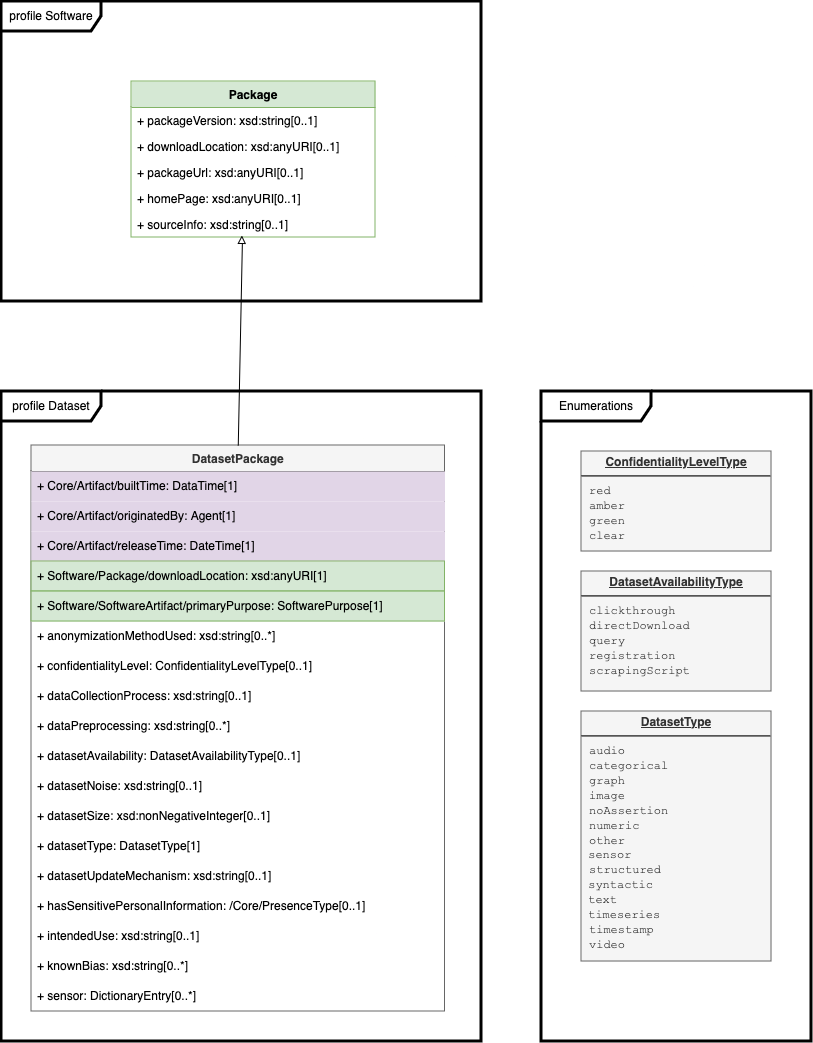 profile Software
Package
+ packageVersion: xsd:string[0..1]
+ downloadLocation: xsd:anyURI[0..1]
+ packageUrl: xsd:anyURI[0..1]
+ homePage: xsd:anyURI[0..1]
+ sourceInfo: xsd:string[0..1]
profile Dataset
DatasetPackage
+ Core/Artifact/builtTime: DataTime[1]
+ Core/Artifact/originatedBy: Agent[1]
+ Core/Artifact/releaseTime: DateTime[1]
+ Software/Package/downloadLocation: xsd:anyURI[1]
+ Software/SoftwareArtifact/primaryPurpose: SoftwarePurpose[1]
+ anonymizationMethodUsed: xsd:string[0..*]
+ confidentialityLevel: ConfidentialityLevelType[0..1]
+ dataCollectionProcess: xsd:string[0..1]
+ dataPreprocessing: xsd:string[0..*]
+ datasetAvailability: DatasetAvailabilityType[0..1]
+ datasetNoise: xsd:string[0..1]
+ datasetSize: xsd:nonNegativeInteger[0..1]
+ datasetType: DatasetType[1]
+ datasetUpdateMechanism: xsd:string[0..1]
+ hasSensitivePersonalInformation: /Core/PresenceType[0..1]
+ intendedUse: xsd:string[0..1]
+ knownBias: xsd:string[0..*]
+ sensor: DictionaryEntry[0..*]
Enumerations
ConfidentialityLevelType
red
amber
green
clear
DatasetAvailabilityType
clickthrough
directDownload
query
registration
scrapingScript
DatasetType
audio
categorical
graph
image
noAssertion
numeric
other
sensor
structured
syntactic
text
timeseries
timestamp
video